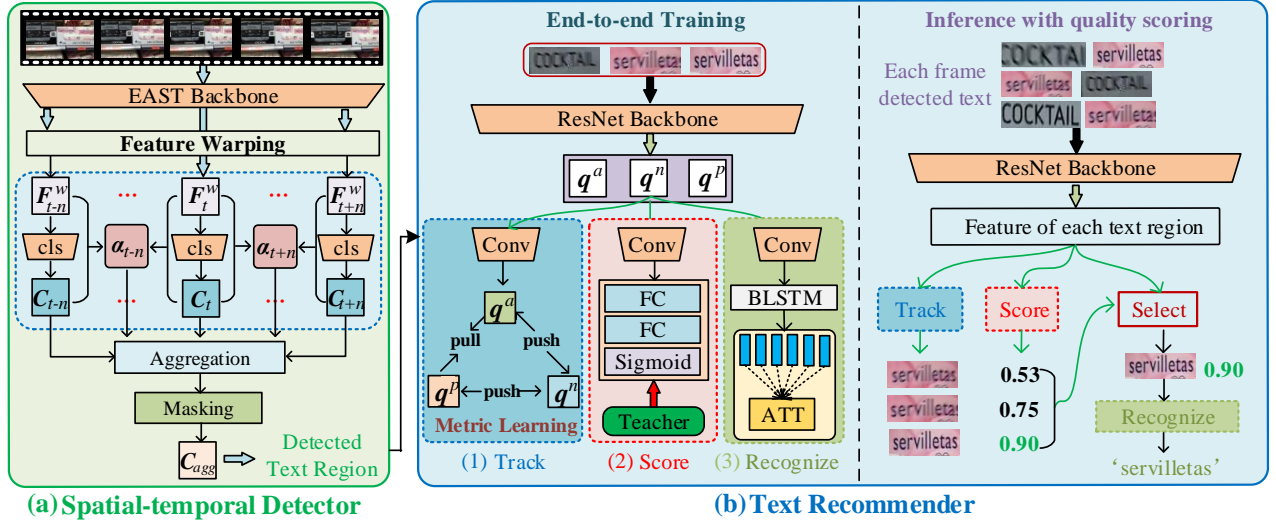 EAST Backbone
Feature Warping
F^w_{t-n}
...
F^w_t
...
F^w_{t+n}
cls
α_{t-n}
cls
α_{t+n}
cls
C_{t-n}
...
C_t
...
C_{t+n}
Aggregation
Masking
C_{agg}
Detected
Text Region
(a) Spatial-temporal Detector
End-to-end Training
COCKTAIL servilletas servilletas
ResNet Backbone
q^a q^n q^p
Conv
q^a
pull push
q^p push q^n
Metric Learning
(1) Track
Conv
FC
FC
Sigmoid
Teacher
(2) Score
Conv
BLSTM
ATT
(3) Recognize
Inference with quality scoring
Each frame
detected text
COCKTAI servilletas
servilletas COCKTAIL
COCKTAIL servilletas
ResNet Backbone
Feature of each text region
Track Score Select
servilletas 0.53
servilletas 0.75
servilletas 0.90
servilletas 0.90
Recognize
‘servilletas’
(b) Text Recommender